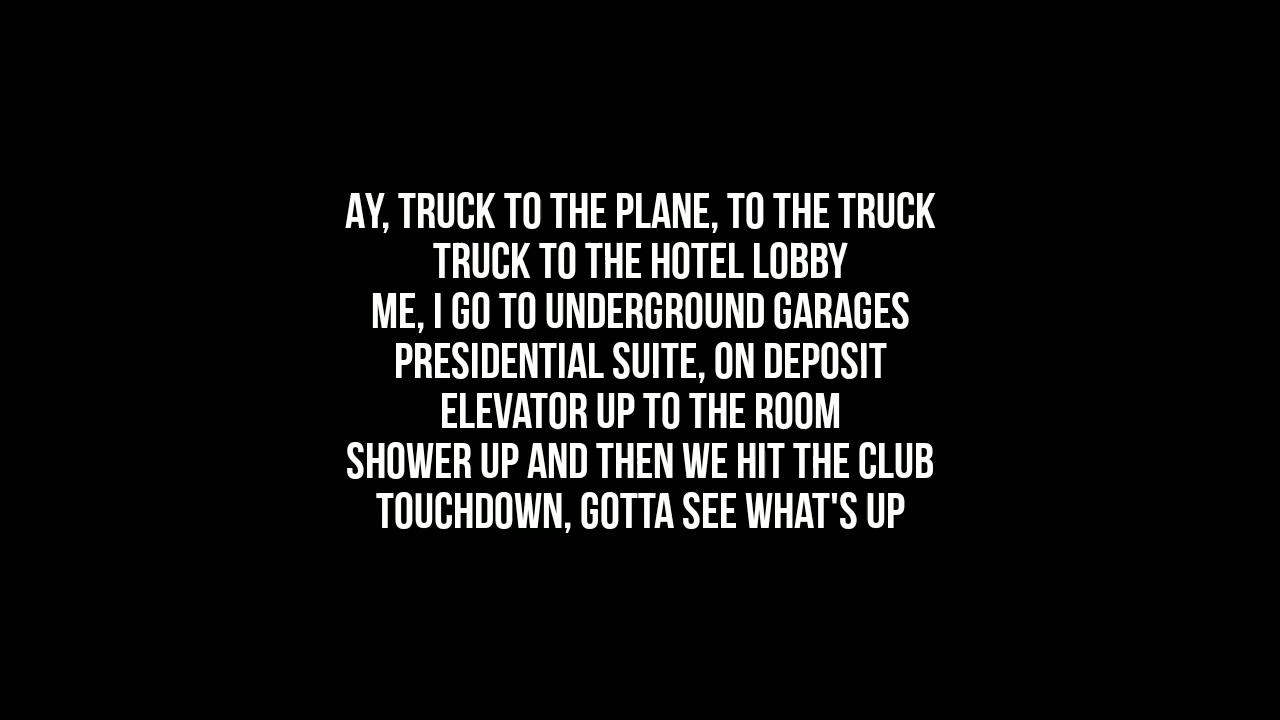 AY, TRUCK TO THE PLANE, TO THE TRUCK
TRUCK TO THE HOTEL LOBBY
ME, I GO TO UNDERGROUND GARAGES
PRESIDENTIAL SUITE, ON DEPOSIT
ELEVATOR UP TO THE ROOM
SHOWER UP AND THEN WE HIT THE CLUB
TOUCHDOWN, GOTTA SEE WHAT'S UP